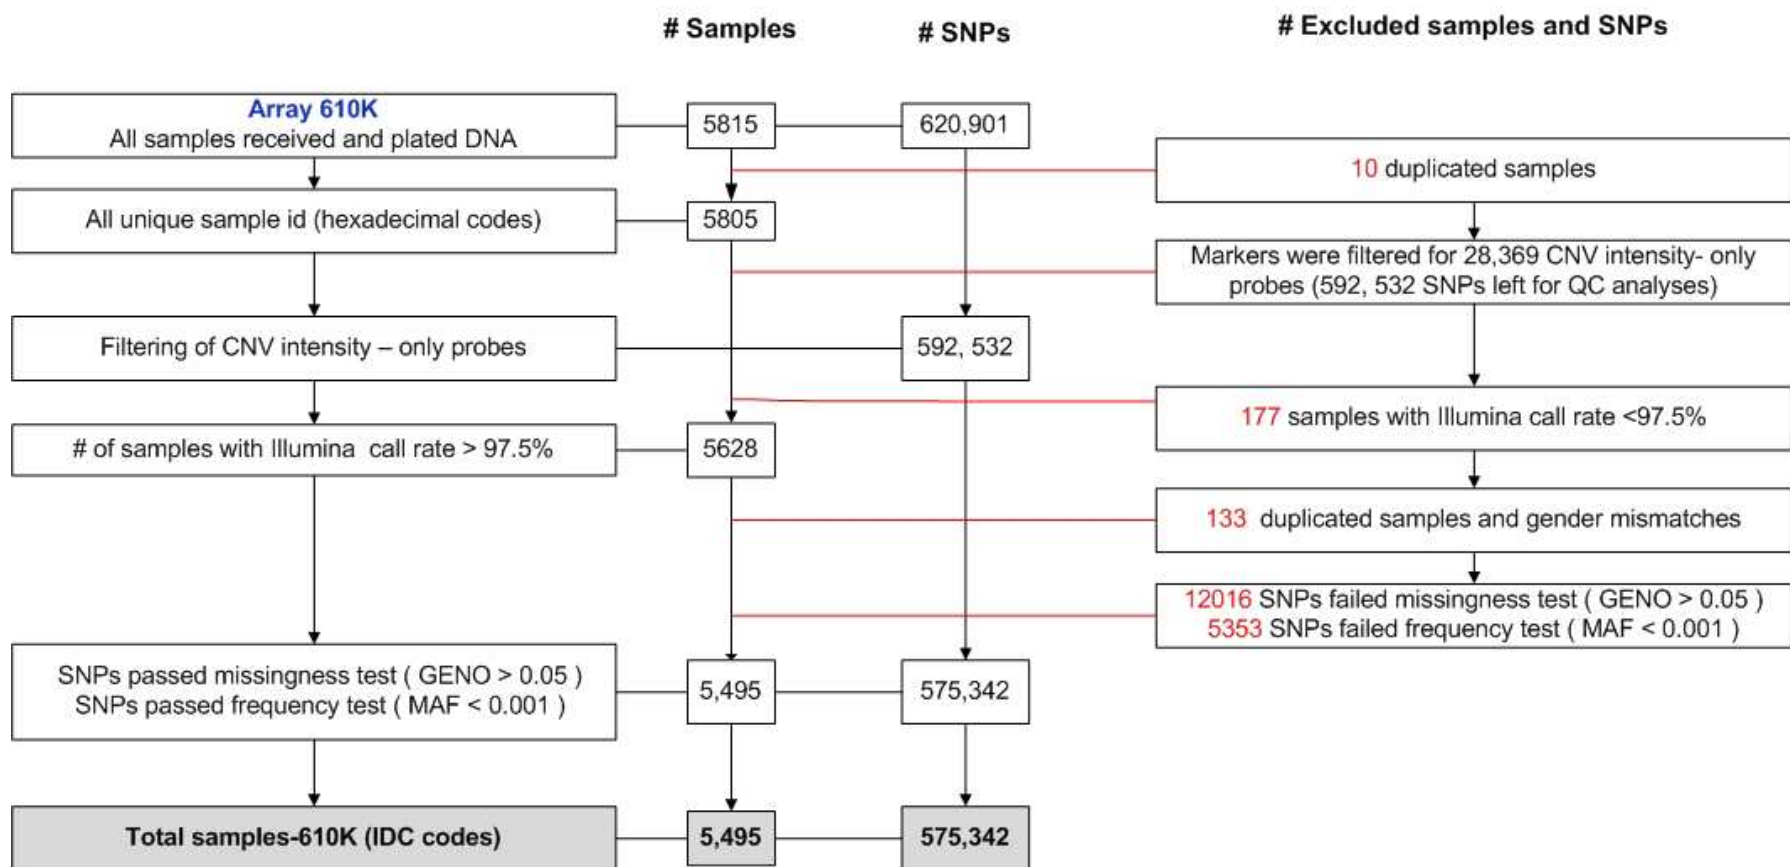 # Samples
# SNPs
# Excluded samples and SNPs
Array 610K
All samples received and plated DNA
5815
620,901
10 duplicated samples
All unique sample id (hexadecimal codes)
5805
Markers were filtered for 28,369 CNV intensity- only
probes (592, 532 SNPs left for QC analyses)
Filtering of CNV intensity – only probes
592, 532
177 samples with Illumina call rate <97.5%
# of samples with Illumina call rate > 97.5%
5628
133 duplicated samples and gender mismatches
12016 SNPs failed missingness test ( GENO > 0.05 )
5353 SNPs failed frequency test ( MAF < 0.001 )
SNPs passed missingness test ( GENO > 0.05 )
SNPs passed frequency test ( MAF < 0.001 )
5,495
575,342
Total samples-610K (IDC codes)
5,495
575,342